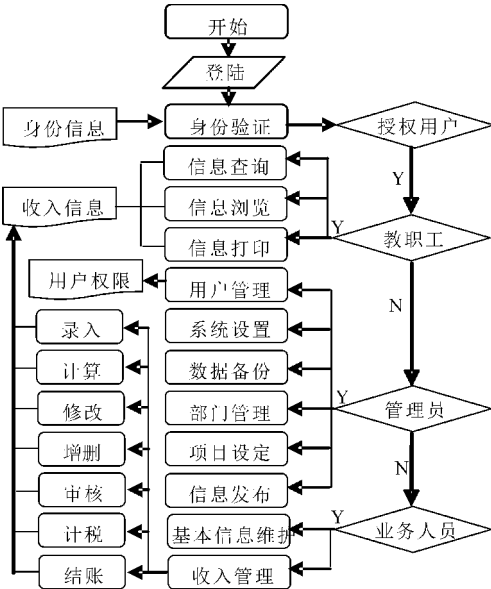 开始
登陆
身份信息
身份验证
授权用户
信息查询
Y
收入信息
信息浏览
信息打印
Y
教职工
用户权限
用户管理
N
录入
系统设置
计算
数据备份
修改
部门管理
Y
管理员
增删
项目设定
审核
信息发布
N
计税
基本信息维护
Y
业务人员
结账
收入管理